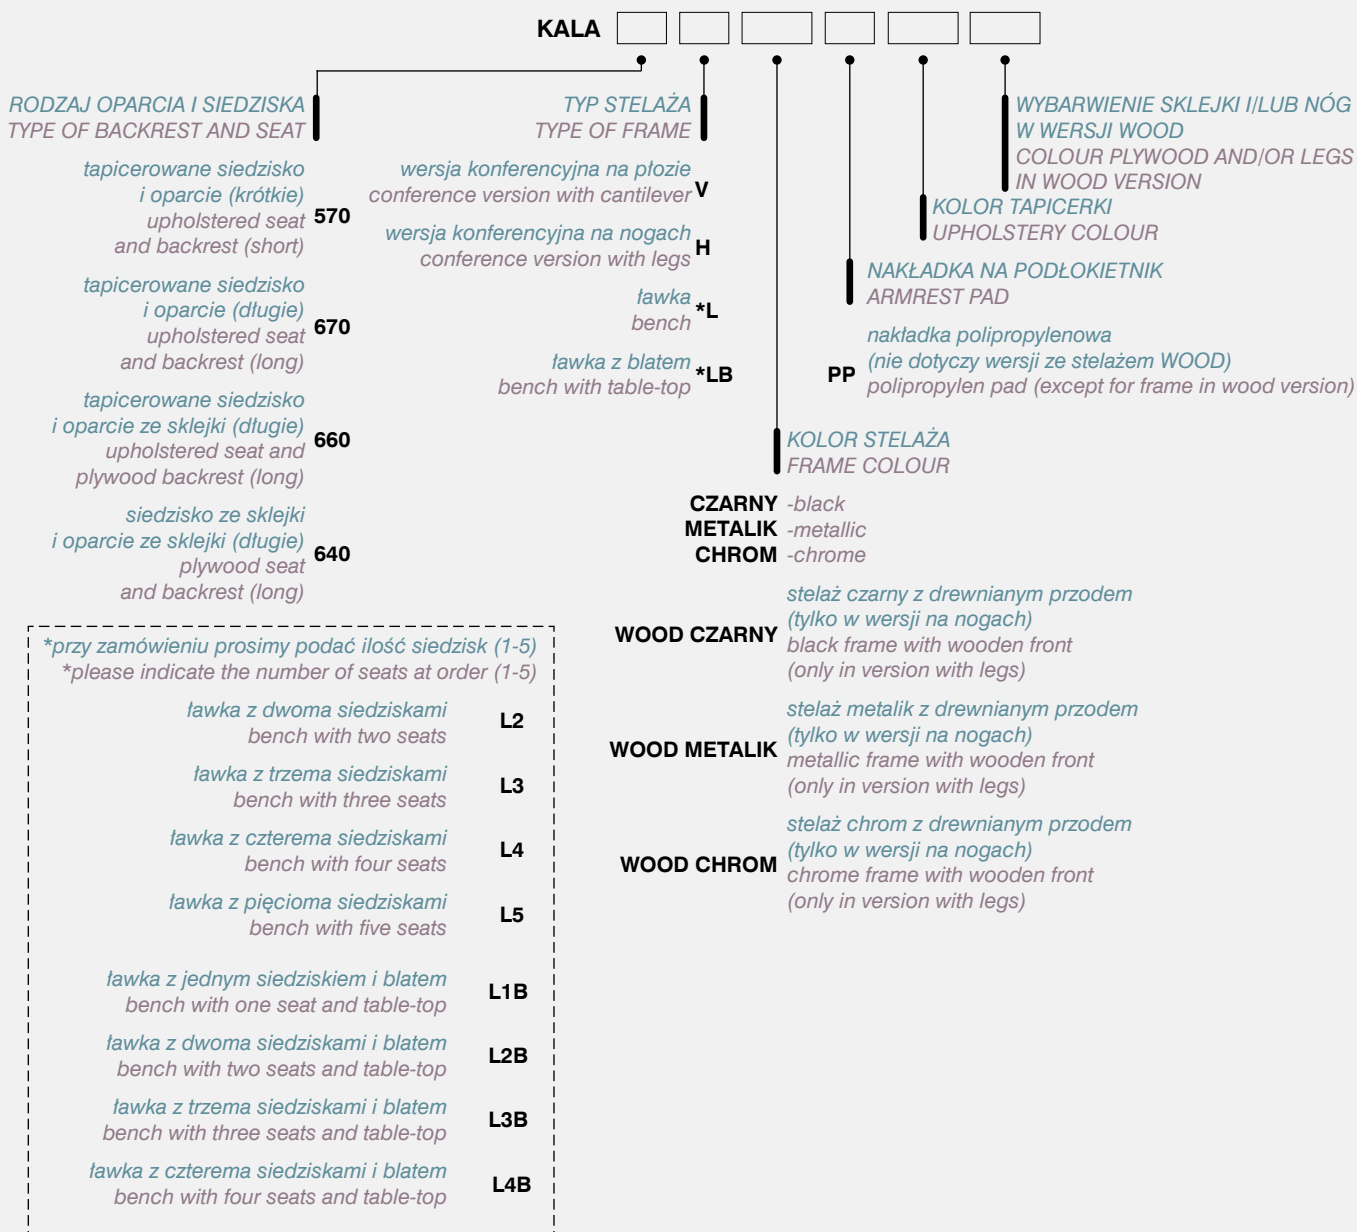 KALA
RODZAJ OPARCIA I SIEDZISKA
TYPE OF BACKREST AND SEAT
tapicerowane siedzisko
i oparcie (krótkie)
upholstered seat
and backrest (short)
570
tapicerowane siedzisko
i oparcie (długie)
upholstered seat
and backrest (long)
670
tapicerowane siedzisko
i oparcie ze sklejki (długie)
upholstered seat and
plywood backrest (long)
660
siedzisko ze sklejki
i oparcie ze sklejki (długie)
plywood seat
and backrest (long)
640
TYP STELAŻA
TYPE OF FRAME
wersja konferencyjna na płozie
conference version with cantilever
V
wersja konferencyjna na nogach
conference version with legs
H
ławka
bench
*L
ławka z blatem
bench with table-top
*LB
WYBARWIENIE SKLEJKI I/LUB NÓG
W WERSJI WOOD
COLOUR PLYWOOD AND/OR LEGS
IN WOOD VERSION
KOLOR TAPICERKI
UPHOLSTERY COLOUR
NAKŁADKA NA PODŁOKIETNIK
ARMREST PAD
PP
nakładka polipropylenowa
(nie dotyczy wersji ze stelażem WOOD)
polipropylen pad (except for frame in wood version)
KOLOR STELAŻA
FRAME COLOUR
CZARNY -black
METALIK -metallic
CHROM -chrome
WOOD CZARNY
stelaż czarny z drewnianym przodem
(tylko w wersji na nogach)
black frame with wooden front
(only in version with legs)
WOOD METALIK
stelaż metalik z drewnianym przodem
(tylko w wersji na nogach)
metallic frame with wooden front
(only in version with legs)
WOOD CHROM
stelaż chrom z drewnianym przodem
(tylko w wersji na nogach)
chrome frame with wooden front
(only in version with legs)
*przy zamówieniu prosimy podać ilość siedzisk (1-5)
*please indicate the number of seats at order (1-5)
ławka z dwoma siedziskami
bench with two seats
L2
ławka z trzema siedziskami
bench with three seats
L3
ławka z czterema siedziskami
bench with four seats
L4
ławka z pięcioma siedziskami
bench with five seats
L5
ławka z jednym siedziskiem i blatem
bench with one seat and table-top
L1B
ławka z dwoma siedziskami i blatem
bench with two seats and table-top
L2B
ławka z trzema siedziskami i blatem
bench with three seats and table-top
L3B
ławka z czterema siedziskami i blatem
bench with four seats and table-top
L4B